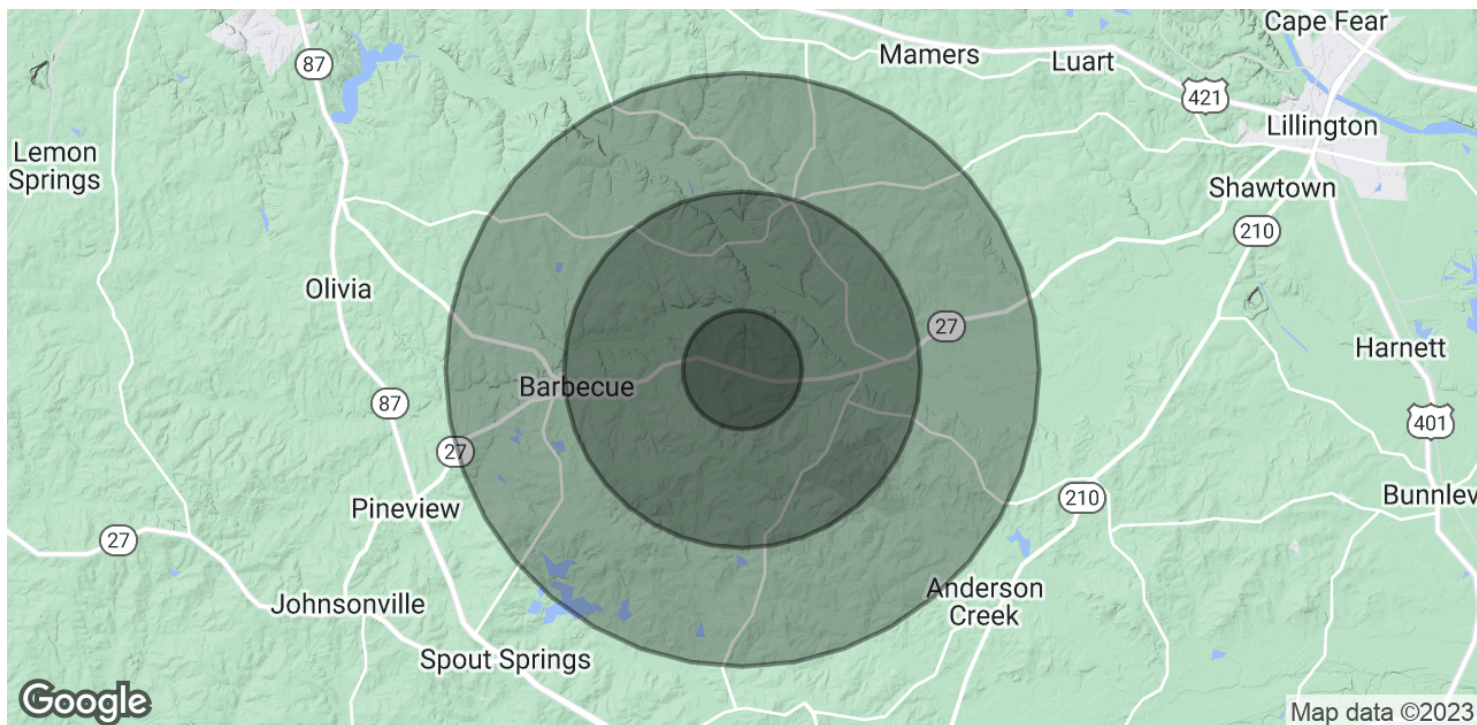 Cape Fear
Mamers
Luart
87
421
Lillington
Lemon
Springs
Shawtown
210
Olivia
27
Harnett
Barbecue
87
401
27
210
Bunnlev
Pineview
27
Anderson
Creek
Johnsonville
Spout Springs
Google
Map data ©2023